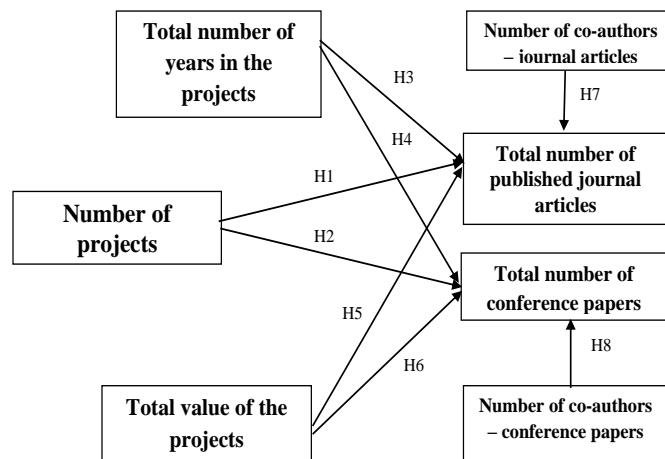 Total number of
years in the
projects
Number of co-authors
– iournal articles
H3
H7
H4
Total number of
published journal
articles
H1
Number of
projects
H2
Total number of
conference papers
H5
H8
H6
Total value of the
projects
Number of co-authors
– conference papers